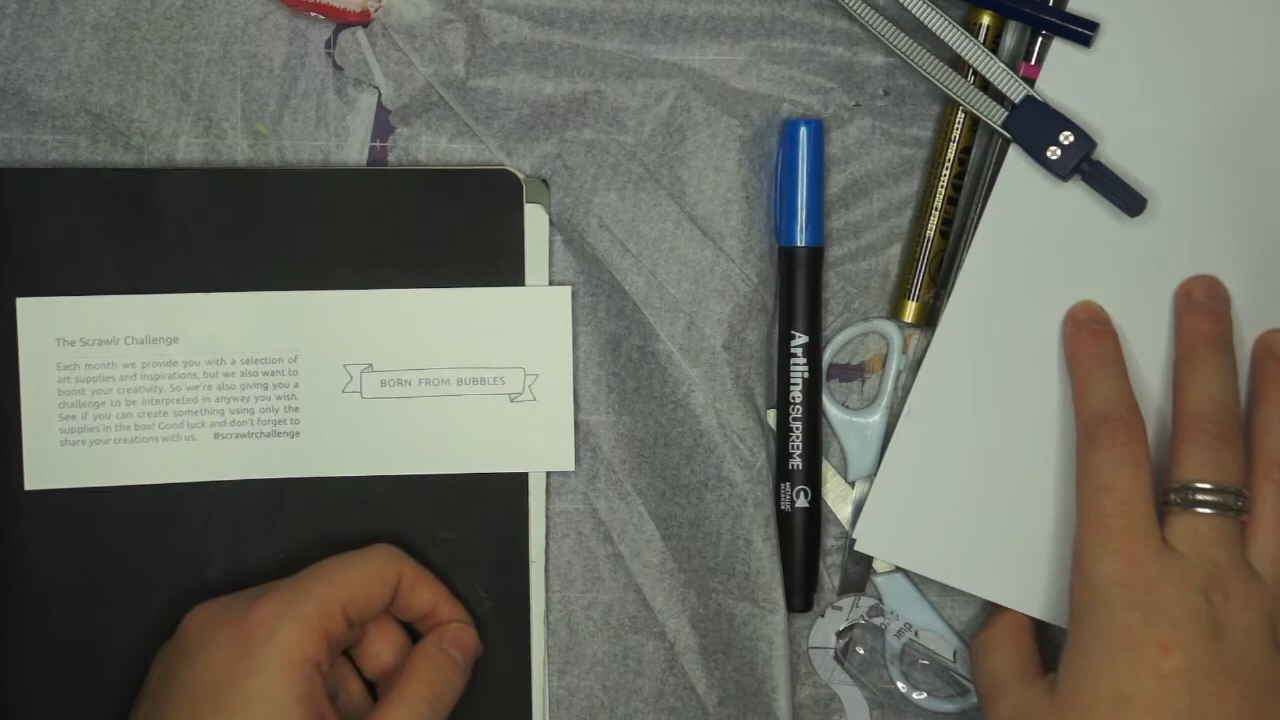 The Scrawlr Challenge
Each month we provide you with a selection of
art supplies and inspirations, but we also want to
boost your creativity. So we're also giving you a
challenge to be interpreted in anyway you wish.
See if you can create something using only the
supplies in the box! Good luck and don't forget to
share your creations with us. #scrawlrchallenge
BORN FROM BUBBLES
Artline SUPREME
METALLIC
MARKER